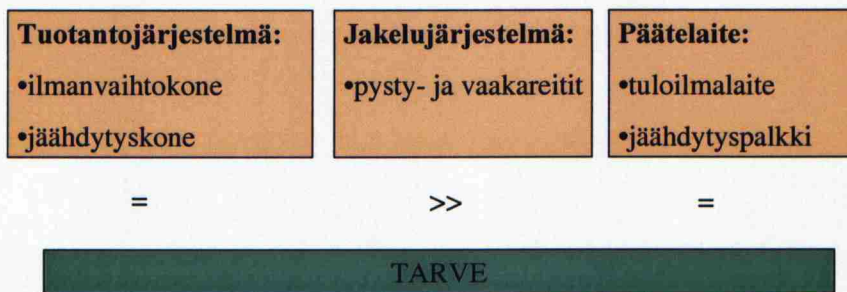 Tuotantojärjestelmä:
•ilmanvaihtokone
•jäähdytyskone
Jakelujärjestelmä:
•pysty- ja vaakareitit
Päätelaite:
•tuloilmalaite
•jäähdytyspalkki
= >> =
TARVE